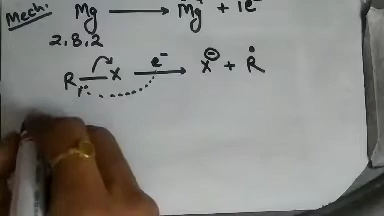 Mech: Mg ⟶ Mg⁺ + 1e⁻
2,8,2
R—X —e⁻→ X⊖ + Ṙ